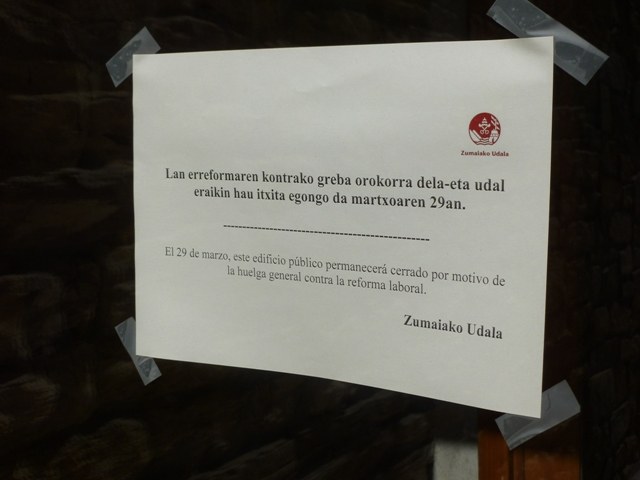 Zumaiako Udala
Lan erreformaren kontrako greba orokorra dela-eta udal
eraikin hau itxita egongo da martxoaren 29an.
-----------------------------------------------
El 29 de marzo, este edificio público permanecerá cerrado por motivo de
la huelga general contra la reforma laboral.
Zumaiako Udala